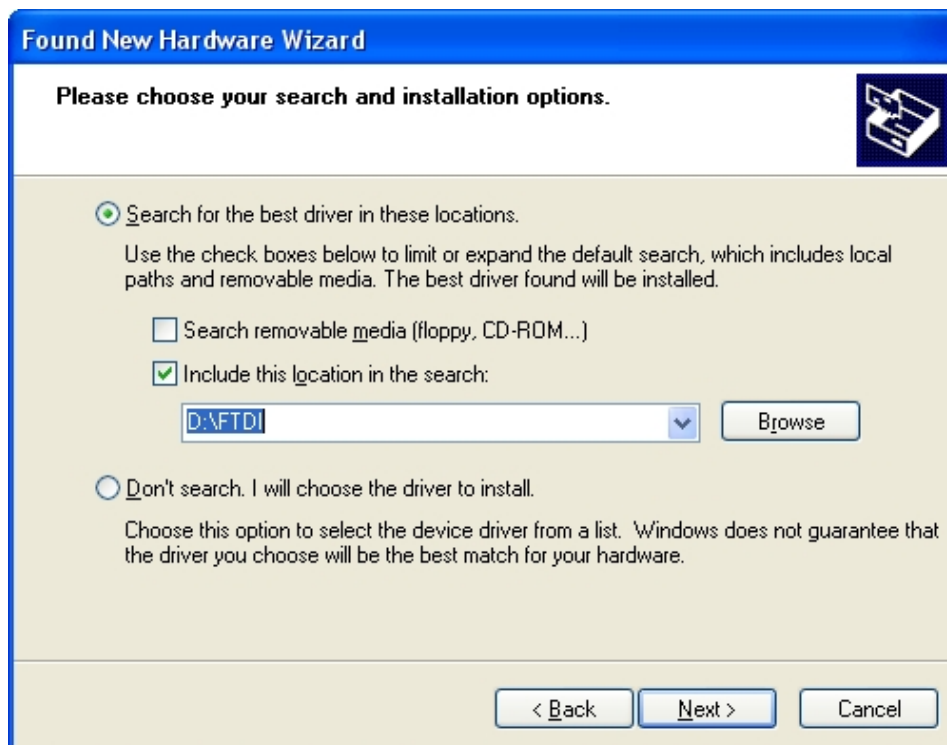 Found New Hardware Wizard
Please choose your search and installation options.
Search for the best driver in these locations.
Use the check boxes below to limit or expand the default search, which includes local
paths and removable media. The best driver found will be installed.
Search removable media (floppy, CD-ROM...)
Include this location in the search:
D:\FTDI
Browse
Don't search. I will choose the driver to install.
Choose this option to select the device driver from a list. Windows does not guarantee that
the driver you choose will be the best match for your hardware.
< Back Next > Cancel